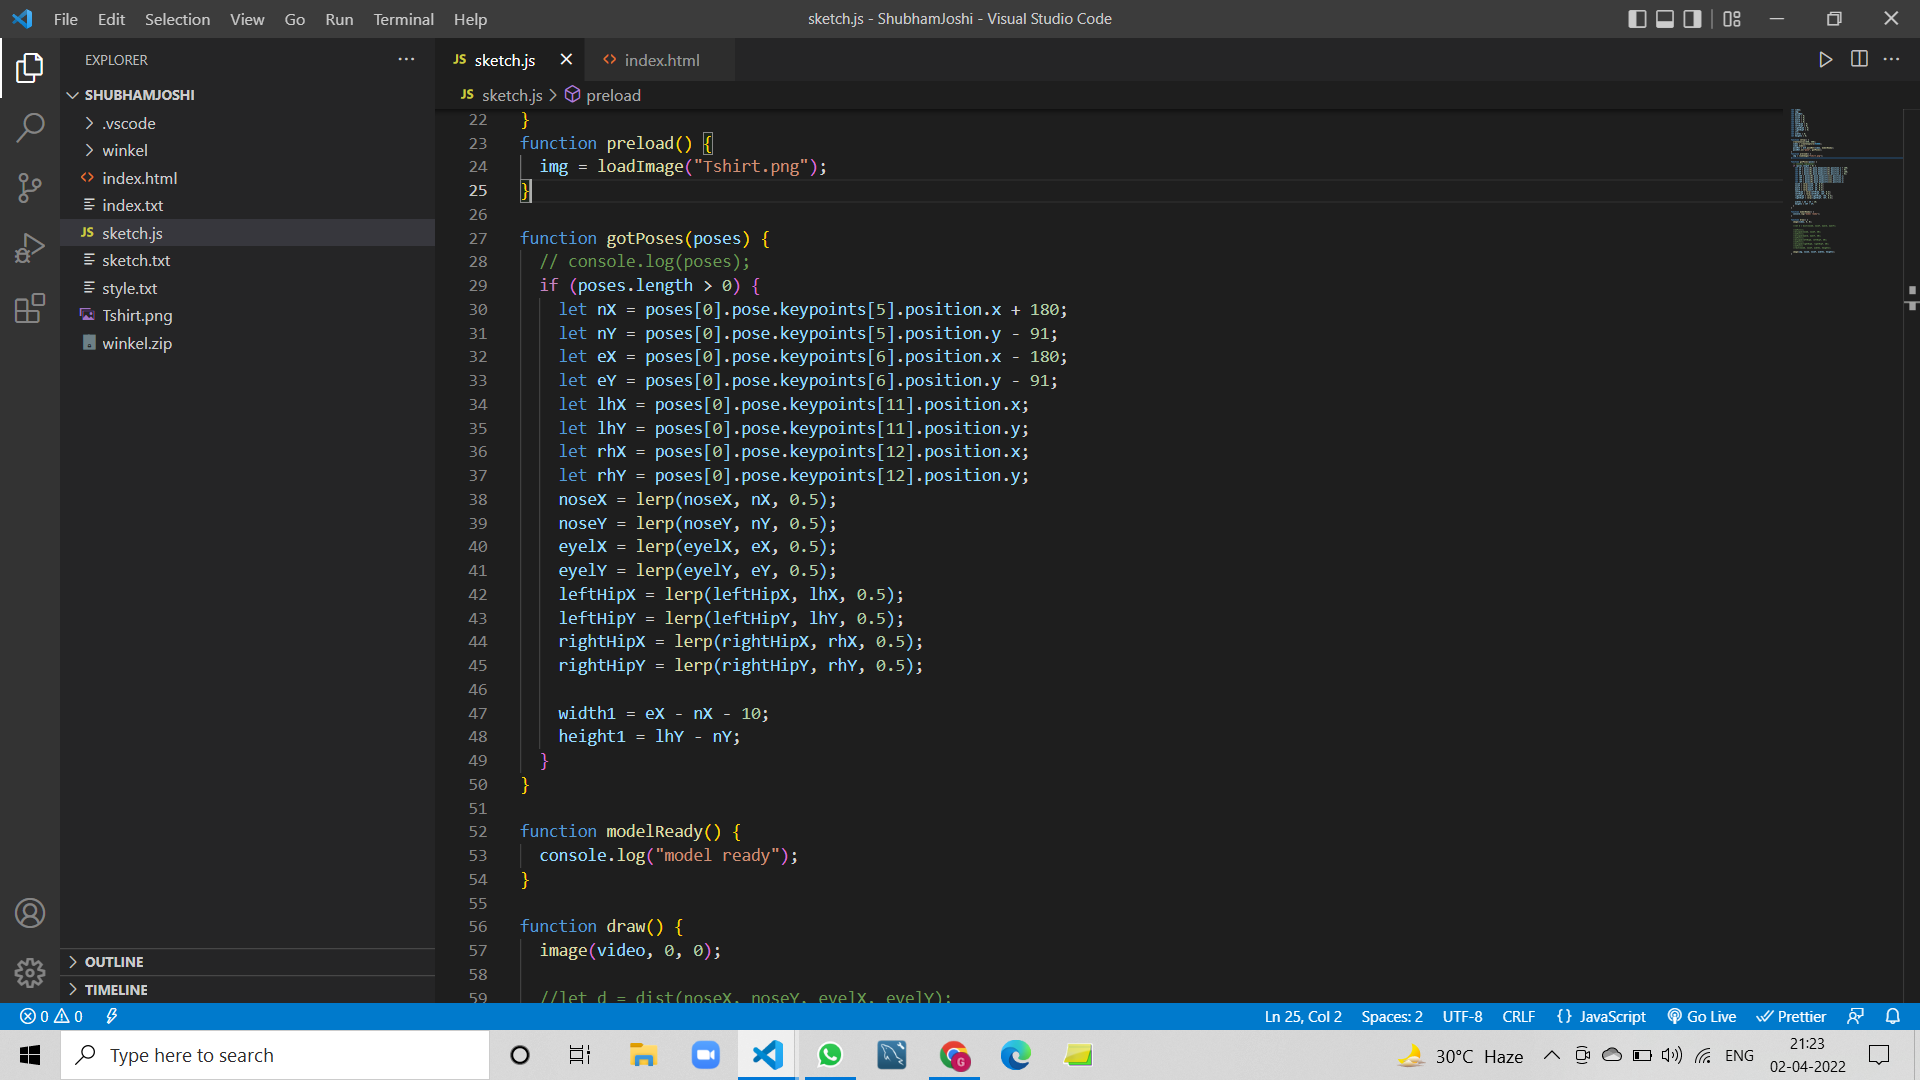 File Edit Selection View Go Run Terminal Help
sketch.js - ShubhamJoshi - Visual Studio Code
EXPLORER
SHUBHAMJOSHI
.vscode
winkel
index.html
index.txt
JS sketch.js
sketch.txt
style.txt
Tshirt.png
winkel.zip
OUTLINE
TIMELINE
JS sketch.js
index.html
JS sketch.js > preload
22 }
23 function preload() {
24 img = loadImage("Tshirt.png");
25 }
26
27 function gotPoses(poses) {
28 // console.log(poses);
29 if (poses.length > 0) {
30 let nX = poses[0].pose.keypoints[5].position.x + 180;
31 let nY = poses[0].pose.keypoints[5].position.y - 91;
32 let eX = poses[0].pose.keypoints[6].position.x - 180;
33 let eY = poses[0].pose.keypoints[6].position.y - 91;
34 let lhX = poses[0].pose.keypoints[11].position.x;
35 let lhY = poses[0].pose.keypoints[11].position.y;
36 let rhX = poses[0].pose.keypoints[12].position.x;
37 let rhY = poses[0].pose.keypoints[12].position.y;
38 noseX = lerp(noseX, nX, 0.5);
39 noseY = lerp(noseY, nY, 0.5);
40 eyelX = lerp(eyelX, eX, 0.5);
41 eyelY = lerp(eyelY, eY, 0.5);
42 leftHipX = lerp(leftHipX, lhX, 0.5);
43 leftHipY = lerp(leftHipY, lhY, 0.5);
44 rightHipX = lerp(rightHipX, rhX, 0.5);
45 rightHipY = lerp(rightHipY, rhY, 0.5);
46
47 width1 = eX - nX - 10;
48 height1 = lhY - nY;
49 }
50 }
51
52 function modelReady() {
53 console.log("model ready");
54 }
55
56 function draw() {
57 image(video, 0, 0);
58
59 //let d = dist(noseX, noseY, eyelX, eyelY);
0 0
Ln 25, Col 2 Spaces: 2 UTF-8 CRLF {} JavaScript Go Live Prettier
Type here to search
30°C Haze
ENG
21:23
02-04-2022